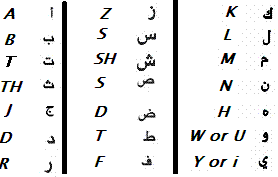 A أ Z ز K ك
B ب S س L ل
T ت SH ش M م
TH ث S ص N ن
J ج D ض H ه
D د T ط W or U و
R ر F ف Y or i ي